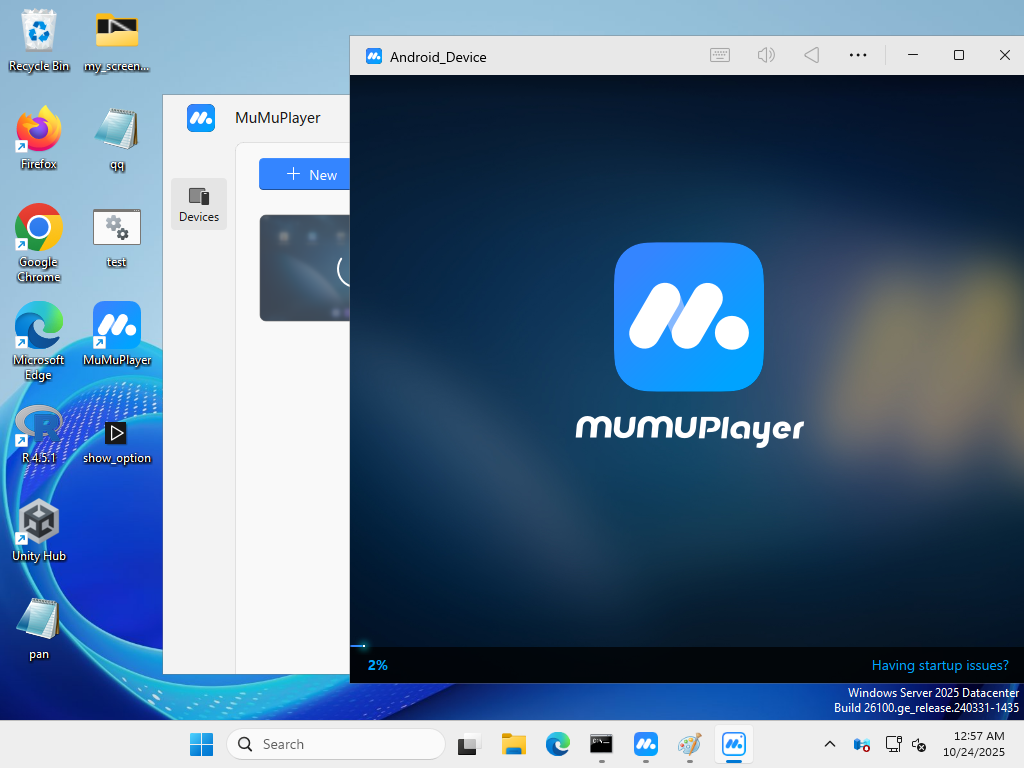 Recycle Bin
my_screen...
Firefox
qq
Google
Chrome
test
Microsoft
Edge
MuMuPlayer
R 4.5.1
show_option
Unity Hub
pan
MuMuPlayer
New
Devices
Android_Device
MUMUPlayer
2%
Having startup issues?
Windows Server 2025 Datacenter
Build 26100.ge_release.240331-1435
Search
12:57 AM
10/24/2025